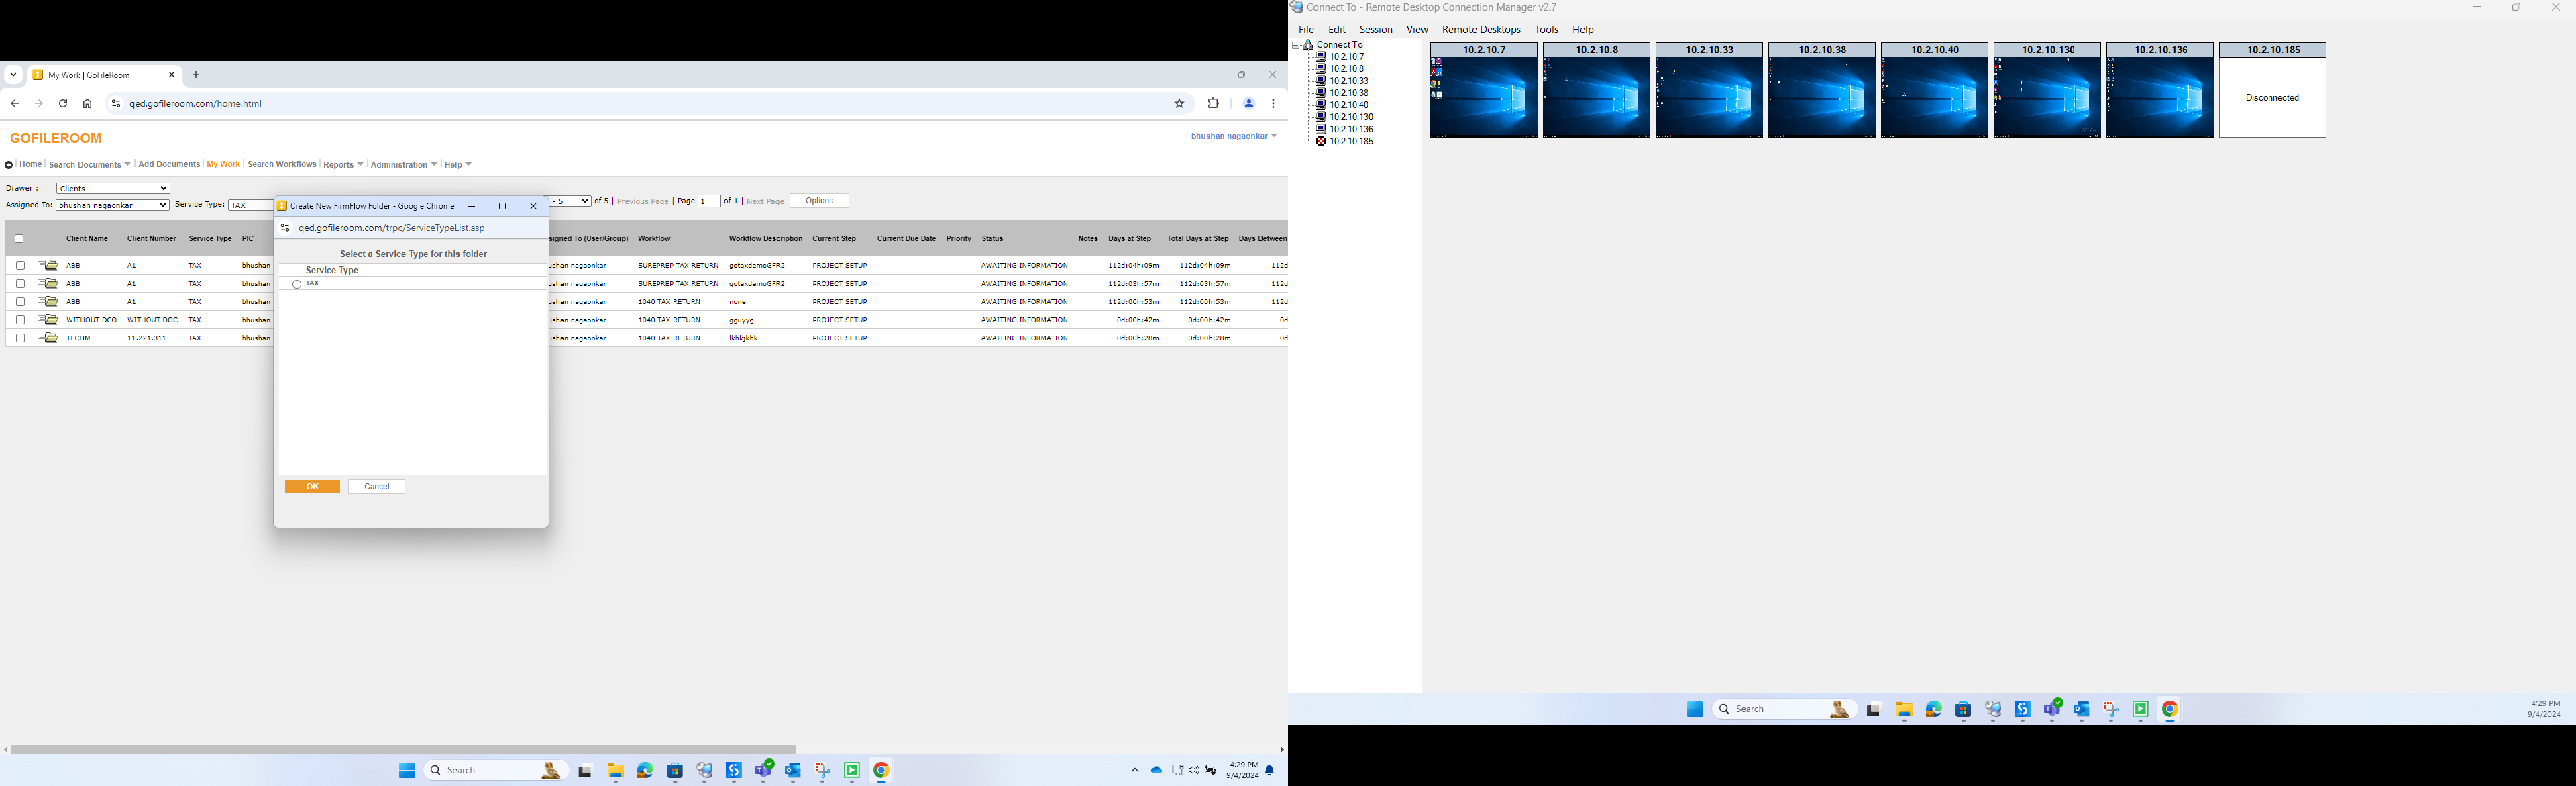 My Work | GoFileRoom
qed.gofileroom.com/home.html
GOFILEROOM
bhushan nagaonkar
Home Search Documents Add Documents My Work Search Workflows Reports Administration Help
Drawer : Clients
Assigned To: bhushan nagaonkar Service Type: TAX - 5 of 5 | Previous Page | Page 1 of 1 | Next Page Options
Client Name Client Number Service Type PIC signed To (User/Group) Workflow Workflow Description Current Step Current Due Date Priority Status Notes Days at Step Total Days at Step Days Between
ABB A1 TAX bhushan ushan nagaonkar SUREPREP TAX RETURN gotaxdemoGFR2 PROJECT SETUP AWAITING INFORMATION 112d:04h:09m 112d:04h:09m 112d
ABB A1 TAX bhushan ushan nagaonkar SUREPREP TAX RETURN gotaxdemoGFR2 PROJECT SETUP AWAITING INFORMATION 112d:03h:57m 112d:03h:57m 112d
ABB A1 TAX bhushan ushan nagaonkar 1040 TAX RETURN none PROJECT SETUP AWAITING INFORMATION 112d:00h:53m 112d:00h:53m 112d
WITHOUT DCO WITHOUT DOC TAX bhushan ushan nagaonkar 1040 TAX RETURN gguyyg PROJECT SETUP AWAITING INFORMATION 0d:00h:42m 0d:00h:42m 0d
TECHM 11.221.311 TAX bhushan ushan nagaonkar 1040 TAX RETURN lkhkjkhk PROJECT SETUP AWAITING INFORMATION 0d:00h:28m 0d:00h:28m 0d
Create New FirmFlow Folder - Google Chrome
qed.gofileroom.com/trpc/ServiceTypeList.asp
Select a Service Type for this folder
Service Type
TAX
OK Cancel
Search
4:29 PM
9/4/2024
Connect To - Remote Desktop Connection Manager v2.7
File Edit Session View Remote Desktops Tools Help
Connect To
10.2.10.7
10.2.10.8
10.2.10.33
10.2.10.38
10.2.10.40
10.2.10.130
10.2.10.136
10.2.10.185
10.2.10.7 10.2.10.8 10.2.10.33 10.2.10.38 10.2.10.40 10.2.10.130 10.2.10.136 10.2.10.185
Disconnected
Search
4:29 PM
9/4/2024